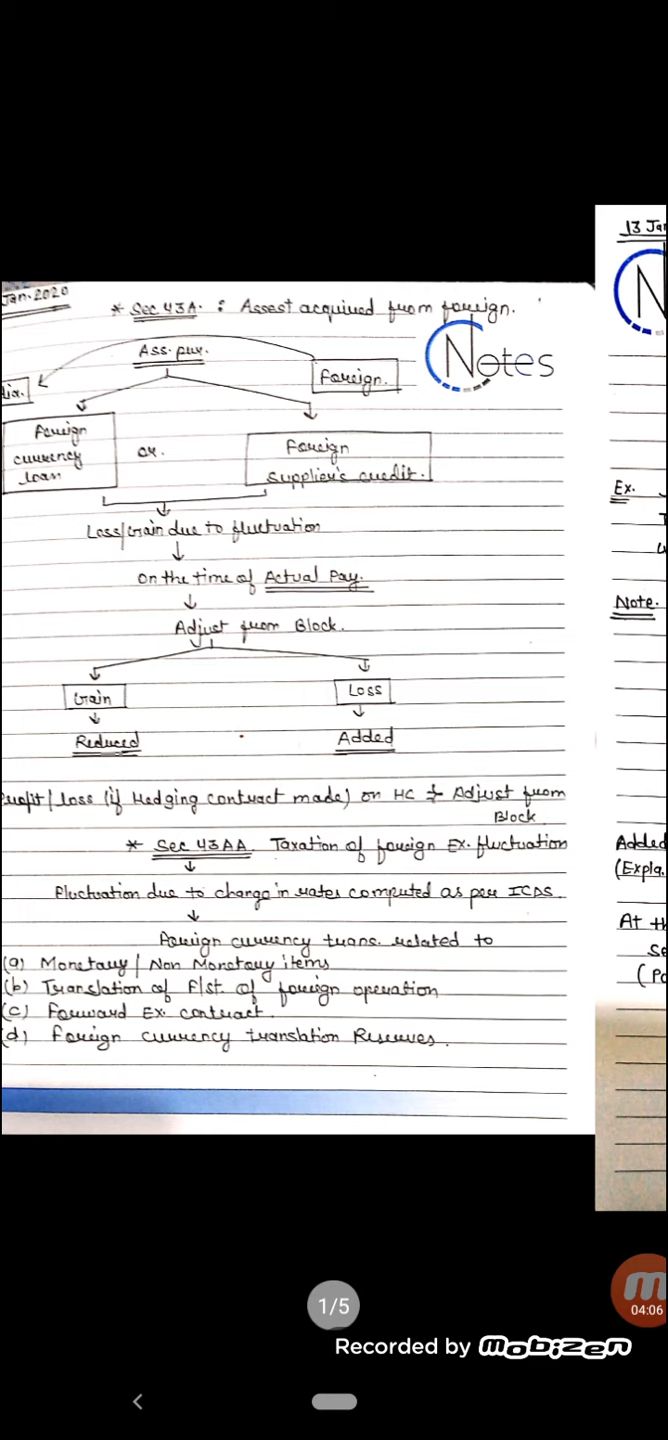 Jan. 2020
* Sec 43A. : Assest acquired from foreign.
Notes
Ass. pur.
Foreign.
dia.
Foreign
currency
loan
or.
Foreign
supplier's credit.
Loss/Gain due to fluctuation
On the time of Actual Pay.
Adjust from Block.
Gain
Loss
Reduced
Added
Profit/Loss (if Hedging contract made) on HC & Adjust from
Block
* Sec 43AA. Taxation of foreign Ex. fluctuation
Fluctuation due to change in rates computed as per ICDS.
Foreign currency trans. related to
(a) Monetary / Non Monetary items
(b) Translation of F/st. of foreign operation
(c) Forward Ex. contract.
(d) Foreign currency translation Reserves.
13 Jan
N
Ex.
Note.
Added
(Expla.
At th
Se
(Po
1/5
04:06
Recorded by mobizen